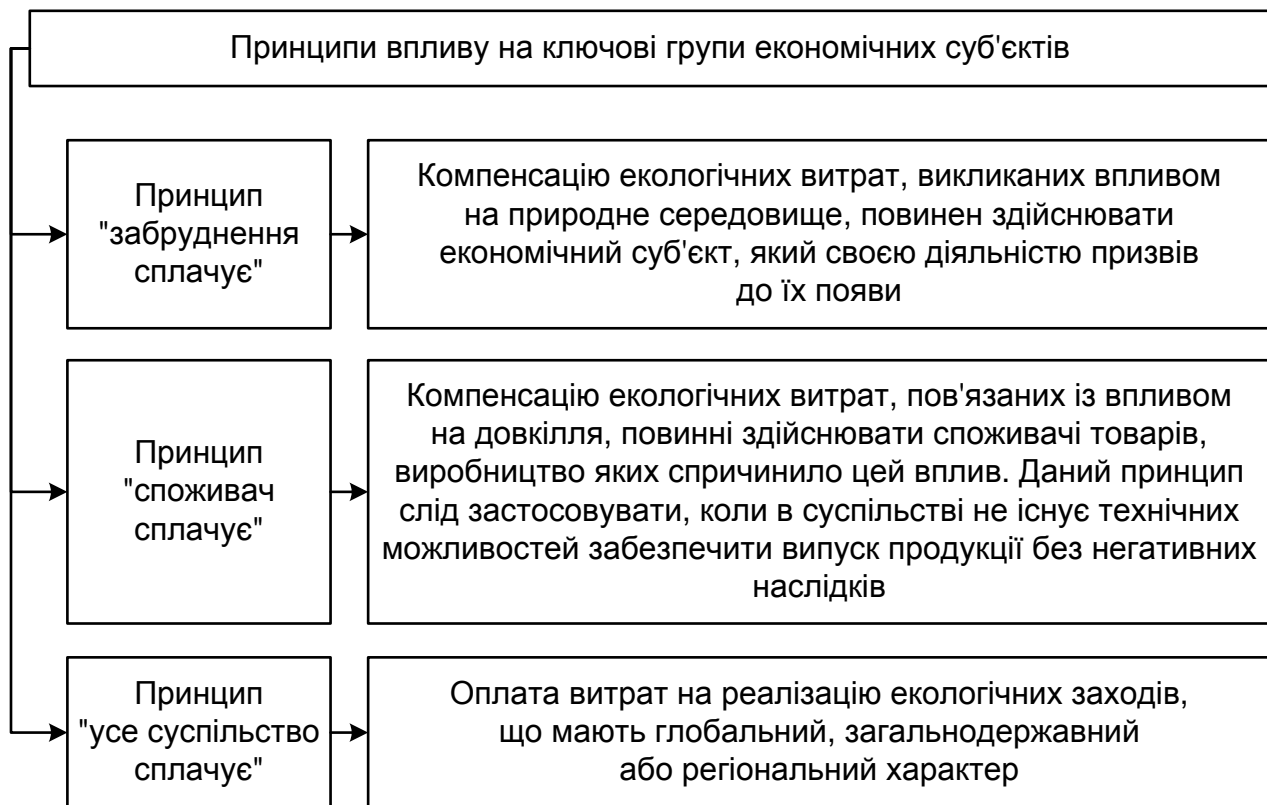 Принципи впливу на ключові групи економічних суб'єктів
Принцип
"забруднення
сплачує"
Компенсацію екологічних витрат, викликаних впливом
на природне середовище, повинен здійснювати
економічний суб'єкт, який своєю діяльністю призвів
до їх появи
Принцип
"споживач
сплачує"
Компенсацію екологічних витрат, пов'язаних із впливом
на довкілля, повинні здійснювати споживачі товарів,
виробництво яких спричинило цей вплив. Даний принцип
слід застосовувати, коли в суспільстві не існує технічних
можливостей забезпечити випуск продукції без негативних
наслідків
Принцип
"усе суспільство
сплачує"
Оплата витрат на реалізацію екологічних заходів,
що мають глобальний, загальнодержавний
або регіональний характер